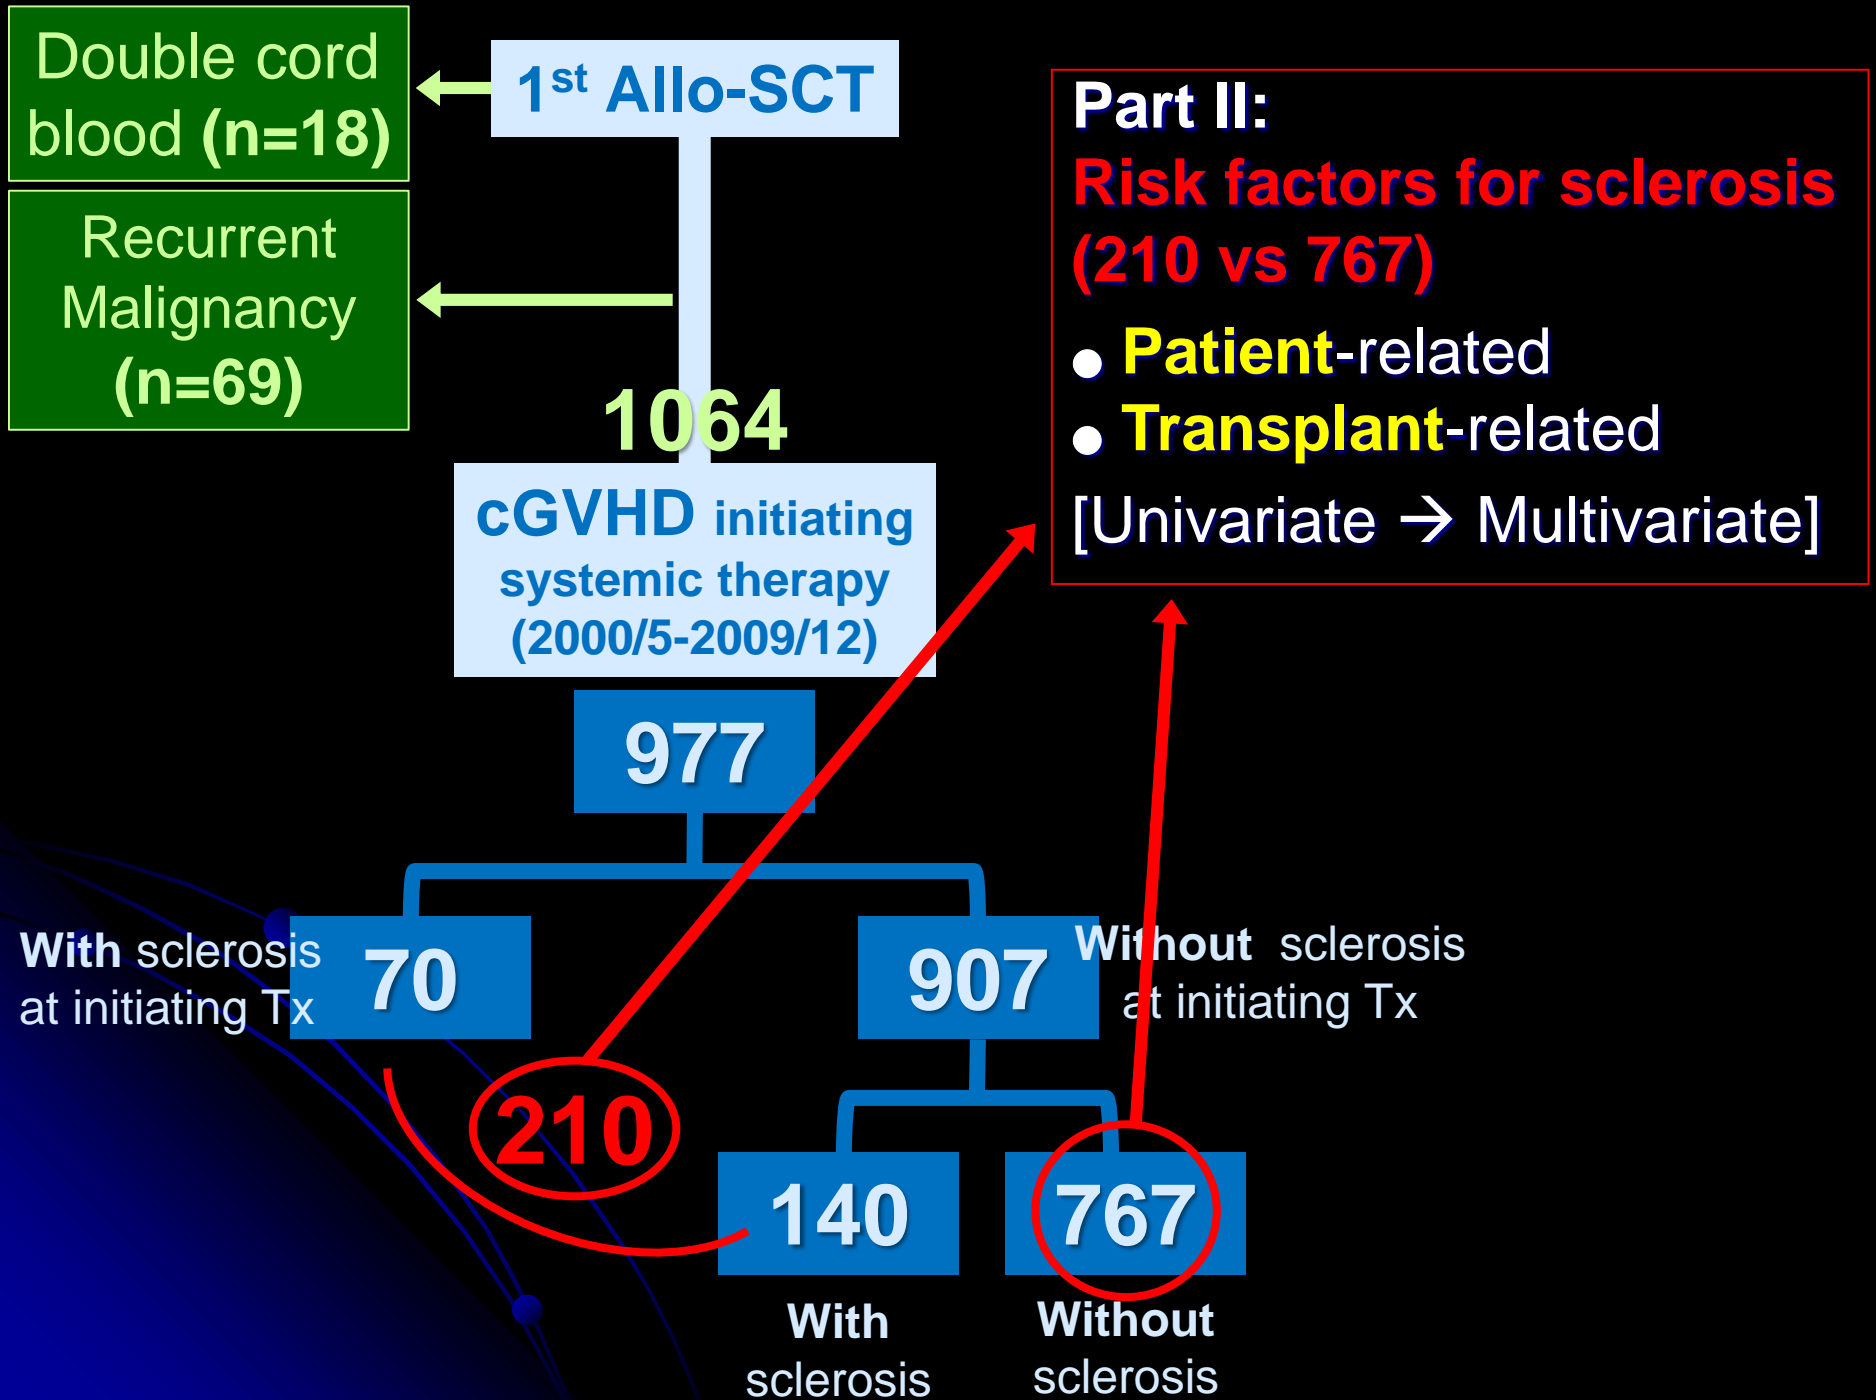 Double cord
blood (n=18)
1st Allo-SCT
Recurrent
Malignancy
(n=69)
1064
cGVHD initiating
systemic therapy
(2000/5-2009/12)
Part II:
Risk factors for sclerosis
(210 vs 767)
● Patient-related
● Transplant-related
[Univariate → Multivariate]
977
With sclerosis
at initiating Tx
70
907
Without sclerosis
at initiating Tx
210
140
767
With
sclerosis
Without
sclerosis